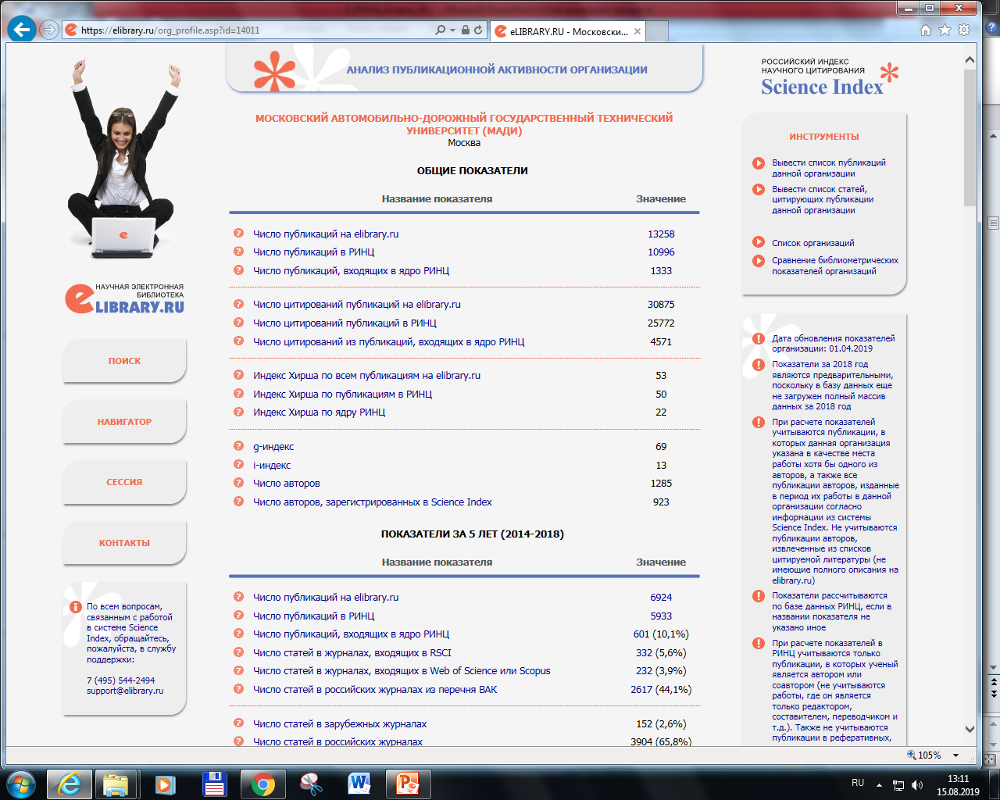 https://elibrary.ru/org_profile.asp?id=14011
eLIBRARY.RU - Московски...
НАУЧНАЯ ЭЛЕКТРОННАЯ
БИБЛИОТЕКА
eLIBRARY.RU
ПОИСК
НАВИГАТОР
СЕССИЯ
КОНТАКТЫ
По всем вопросам,
связанным с работой
в системе Science
Index, обращайтесь,
пожалуйста, в службу
поддержки:
7 (495) 544-2494
support@elibrary.ru
АНАЛИЗ ПУБЛИКАЦИОННОЙ АКТИВНОСТИ ОРГАНИЗАЦИИ
МОСКОВСКИЙ АВТОМОБИЛЬНО-ДОРОЖНЫЙ ГОСУДАРСТВЕННЫЙ ТЕХНИЧЕСКИЙ
УНИВЕРСИТЕТ (МАДИ)
Москва
ОБЩИЕ ПОКАЗАТЕЛИ
Название показателя Значение
Число публикаций на elibrary.ru 13258
Число публикаций в РИНЦ 10996
Число публикаций, входящих в ядро РИНЦ 1333
Число цитирований публикаций на elibrary.ru 30875
Число цитирований публикаций в РИНЦ 25772
Число цитирований из публикаций, входящих в ядро РИНЦ 4571
Индекс Хирша по всем публикациям на elibrary.ru 53
Индекс Хирша по публикациям в РИНЦ 50
Индекс Хирша по ядру РИНЦ 22
g-индекс 69
i-индекс 13
Число авторов 1285
Число авторов, зарегистрированных в Science Index 923
ПОКАЗАТЕЛИ ЗА 5 ЛЕТ (2014-2018)
Название показателя Значение
Число публикаций на elibrary.ru 6924
Число публикаций в РИНЦ 5933
Число публикаций, входящих в ядро РИНЦ 601 (10,1%)
Число статей в журналах, входящих в RSCI 332 (5,6%)
Число статей в журналах, входящих в Web of Science или Scopus 232 (3,9%)
Число статей в российских журналах из перечня ВАК 2617 (44,1%)
Число статей в зарубежных журналах 152 (2,6%)
Число статей в российских журналах 3904 (65,8%)
РОССИЙСКИЙ ИНДЕКС
НАУЧНОГО ЦИТИРОВАНИЯ
Science Index
ИНСТРУМЕНТЫ
Вывести список публикаций
данной организации
Вывести список статей,
цитирующих публикации
данной организации
Список организаций
Сравнение библиометрических
показателей организаций
Дата обновления показателей
организации: 01.04.2019
Показатели за 2018 год
являются предварительными,
поскольку в базу данных еще
не загружен полный массив
данных за 2018 год
При расчете показателей
учитываются публикации, в
которых данная организация
указана в качестве места
работы хотя бы одного из
авторов, а также все
публикации авторов, изданные
в период их работы в данной
организации согласно
информации из системы
Science Index. Не учитываются
публикации авторов,
извлеченные из списков
цитируемой литературы (не
имеющие полного описания на
elibrary.ru)
Показатели рассчитываются
по базе данных РИНЦ, если в
названии показателя не
указано иное
При расчете показателей в
РИНЦ учитываются только
публикации, в которых ученый
является автором или
соавтором (не учитываются
работы, где он является
только редактором,
составителем, переводчиком и
т.д.). Также не учитываются
публикации в реферативных,
105%
RU
13:11
15.08.2019